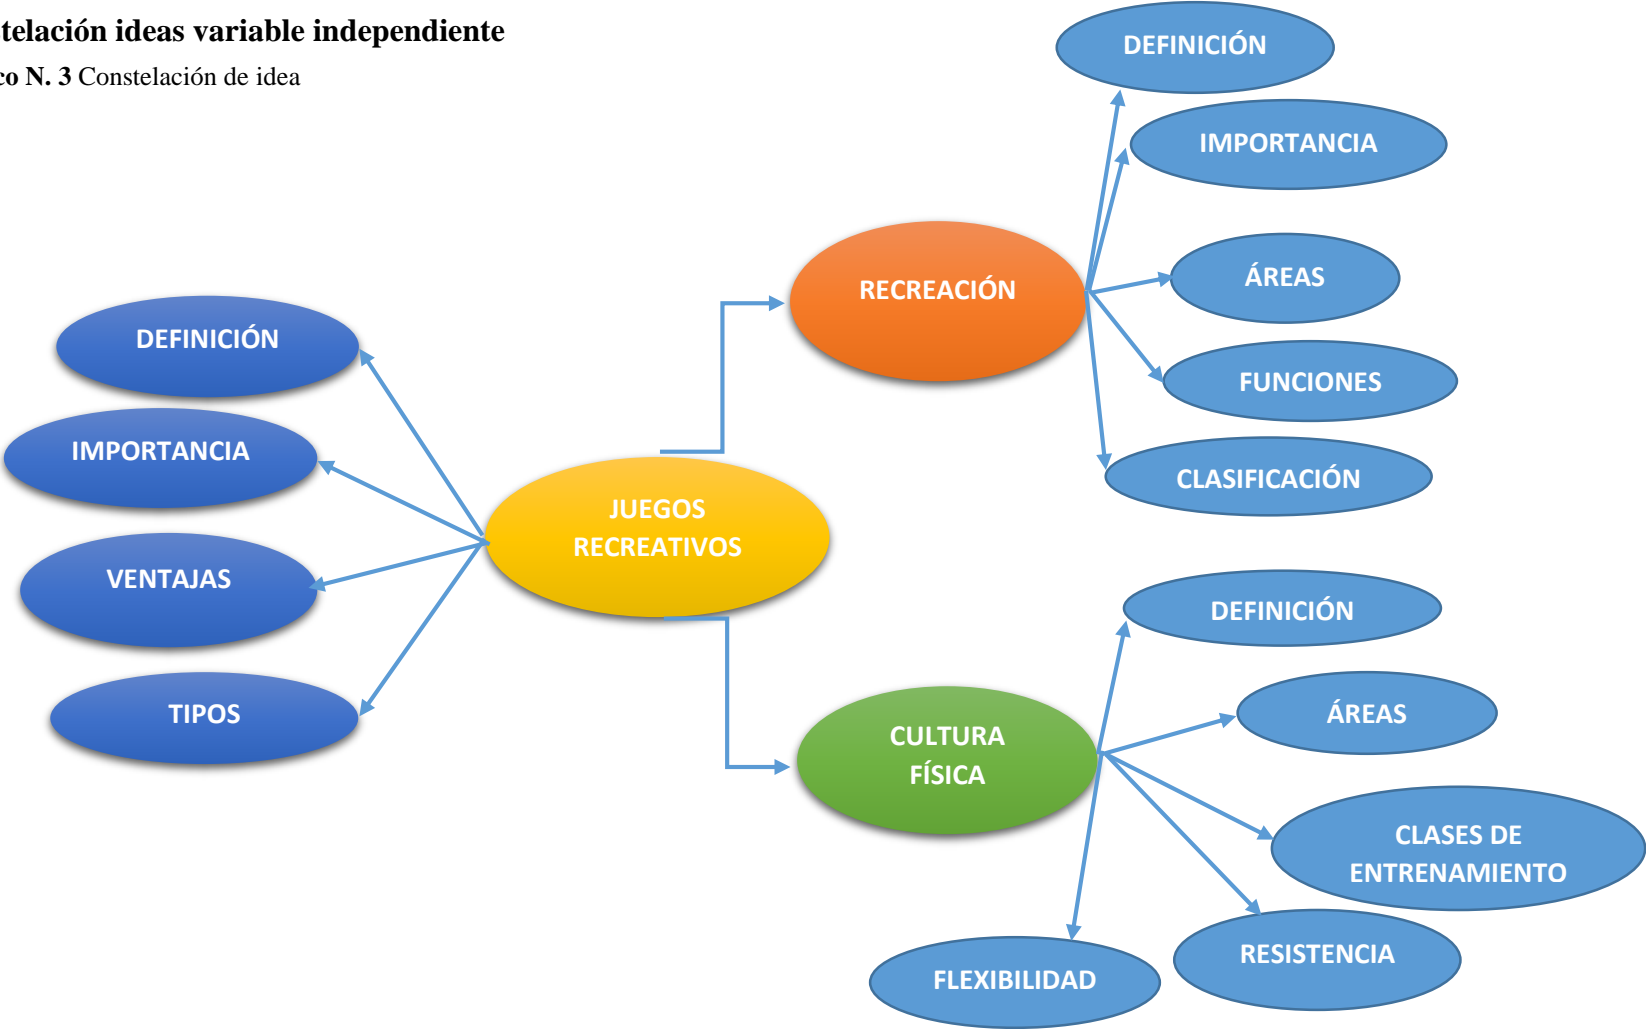 telación ideas variable independiente
co N. 3 Constelación de idea
DEFINICIÓN
IMPORTANCIA
ÁREAS
FUNCIONES
CLASIFICACIÓN
RECREACIÓN
DEFINICIÓN
IMPORTANCIA
VENTAJAS
TIPOS
JUEGOS
RECREATIVOS
CULTURA
FÍSICA
DEFINICIÓN
ÁREAS
CLASES DE
ENTRENAMIENTO
RESISTENCIA
FLEXIBILIDAD